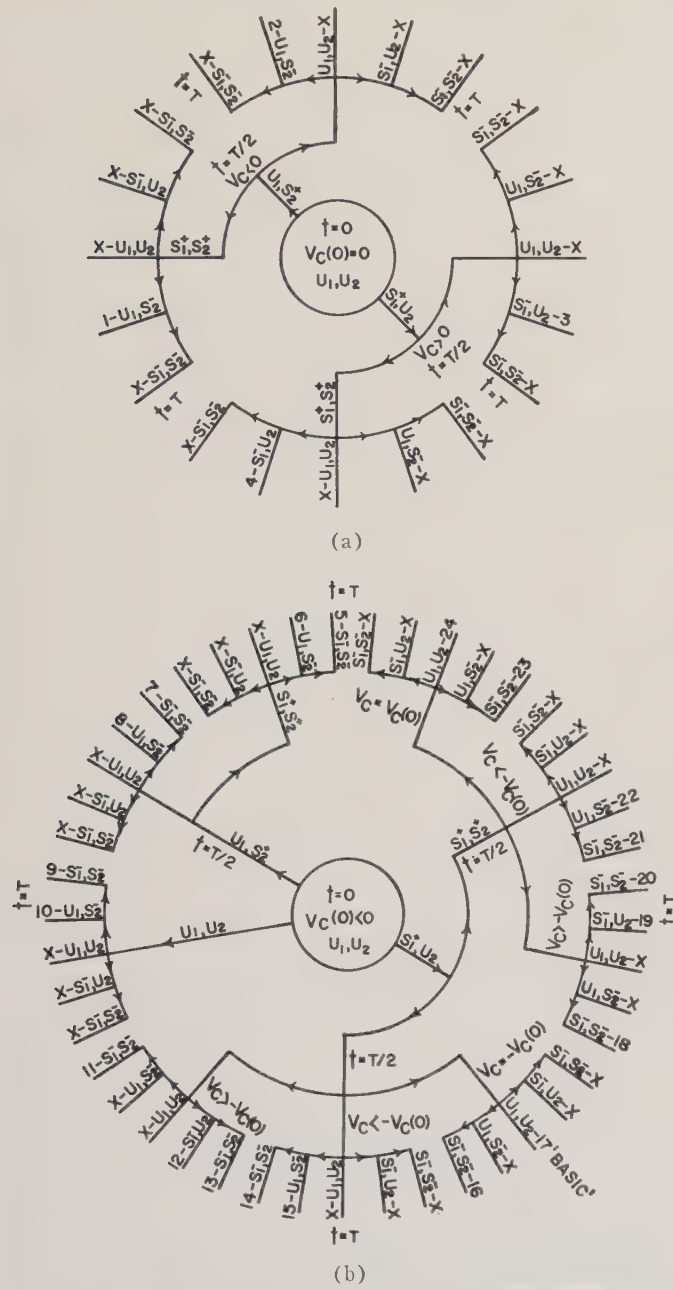 2-U1,S2⁻
U1,U2-X
S1⁻,U2-X
S1⁻,S2⁻-X
t=T
X-S1⁻,S2⁻
t=T
X-S1⁻,S2⁻
X-S1⁻,U2
X-U1,U2
S1⁺,S2⁺
1-U1,S2⁻
X-S1⁻,S2⁻
t=T
t=T/2
VC<0
U1,S2*
t=0
VC(0)=0
U1,U2
S1*,U2
VC>0
t=T/2
S1⁻,S2⁻-X
U1,S2⁻-X
U1,U2-X
S1⁻,U2-3
S1⁻,S2⁻-X
t=T
S1⁺,S2⁺
X-S1⁻,S2⁻
4-S1⁻,U2
X-U1,U2
U1,S2⁻-X
S1⁻,S2⁻-X
(a)
t=T
X-S1⁻,S2⁻
X-S1⁻,U2
X-U1,U2
6-U1,S2⁻
5-S1⁻,S2⁻
S1⁻,S2⁻-X
S1⁻,U2-X
U1,U2-24
U1,S2⁻-X
S1⁻,S2⁻-23
S1⁺,S2*
VC=VC(0)
7-S1⁻,S2⁻
8-U1,S2⁻
X-U1,U2
X-S1⁻,U2
X-S1⁻,S2⁻
t=T/2
U1,S2*
VC<-VC(0)
S1⁻,S2⁻-X
S1⁻,U2-X
U1,U2-X
U1,S2⁻-22
S1⁻,S2⁻-21
S1*,S2*
t=T/2
t=T
9-S1⁻,S2⁻
10-U1,S2⁻
X-U1,U2
X-S1⁻,U2
X-S1⁻,S2⁻
U1,U2
t=0
VC(0)<0
U1,U2
S1*,U2
VC>-VC(0)
S1⁻,S2⁻-20
S1⁻,U2-19
t=T
U1,U2-X
U1,S2⁻-X
S1⁻,S2⁻-18
t=T/2
11-S1⁻,S2⁻
X-U1,S2⁻
X-U1,U2
12-S1⁻,U2
13-S1⁻,S2⁻
VC>-VC(0)
VC<-VC(0)
VC=-VC(0)
14-S1⁻,S2⁻
15-U1,S2⁻
X-U1,U2
S1⁻,U2-X
S1⁻,S2⁻-X
S1⁻,S2⁻-16
U1,S2⁻-X
U1,U2-17'BASIC'
S1⁻,U2-X
S1⁻,S2⁻-X
t=T
(b)